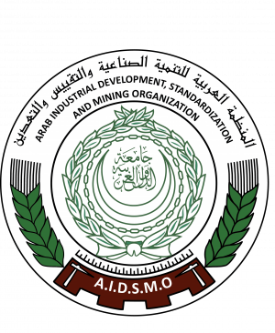 المنظمة العربية للتنمية الصناعية والتقييس والتعدين
ARAB INDUSTRIAL DEVELOPMENT, STANDARDIZATION
AND MINING ORGANIZATION
جامعة
الدول العربية
A.I.D.S.M.O